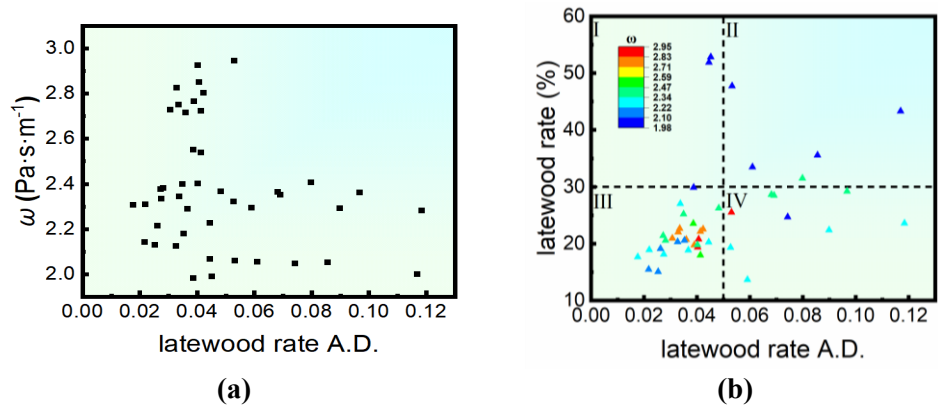 3.0
2.8
2.6
2.4
2.2
2.0
ω (Pa·s·m⁻¹)
0.00 0.02 0.04 0.06 0.08 0.10 0.12
latewood rate A.D.
(a)
60
50
40
30
20
10
latewood rate (%)
I II
III IV
ω
2.95
2.83
2.71
2.59
2.47
2.34
2.22
2.10
1.98
0.00 0.02 0.04 0.06 0.08 0.10 0.12
latewood rate A.D.
(b)